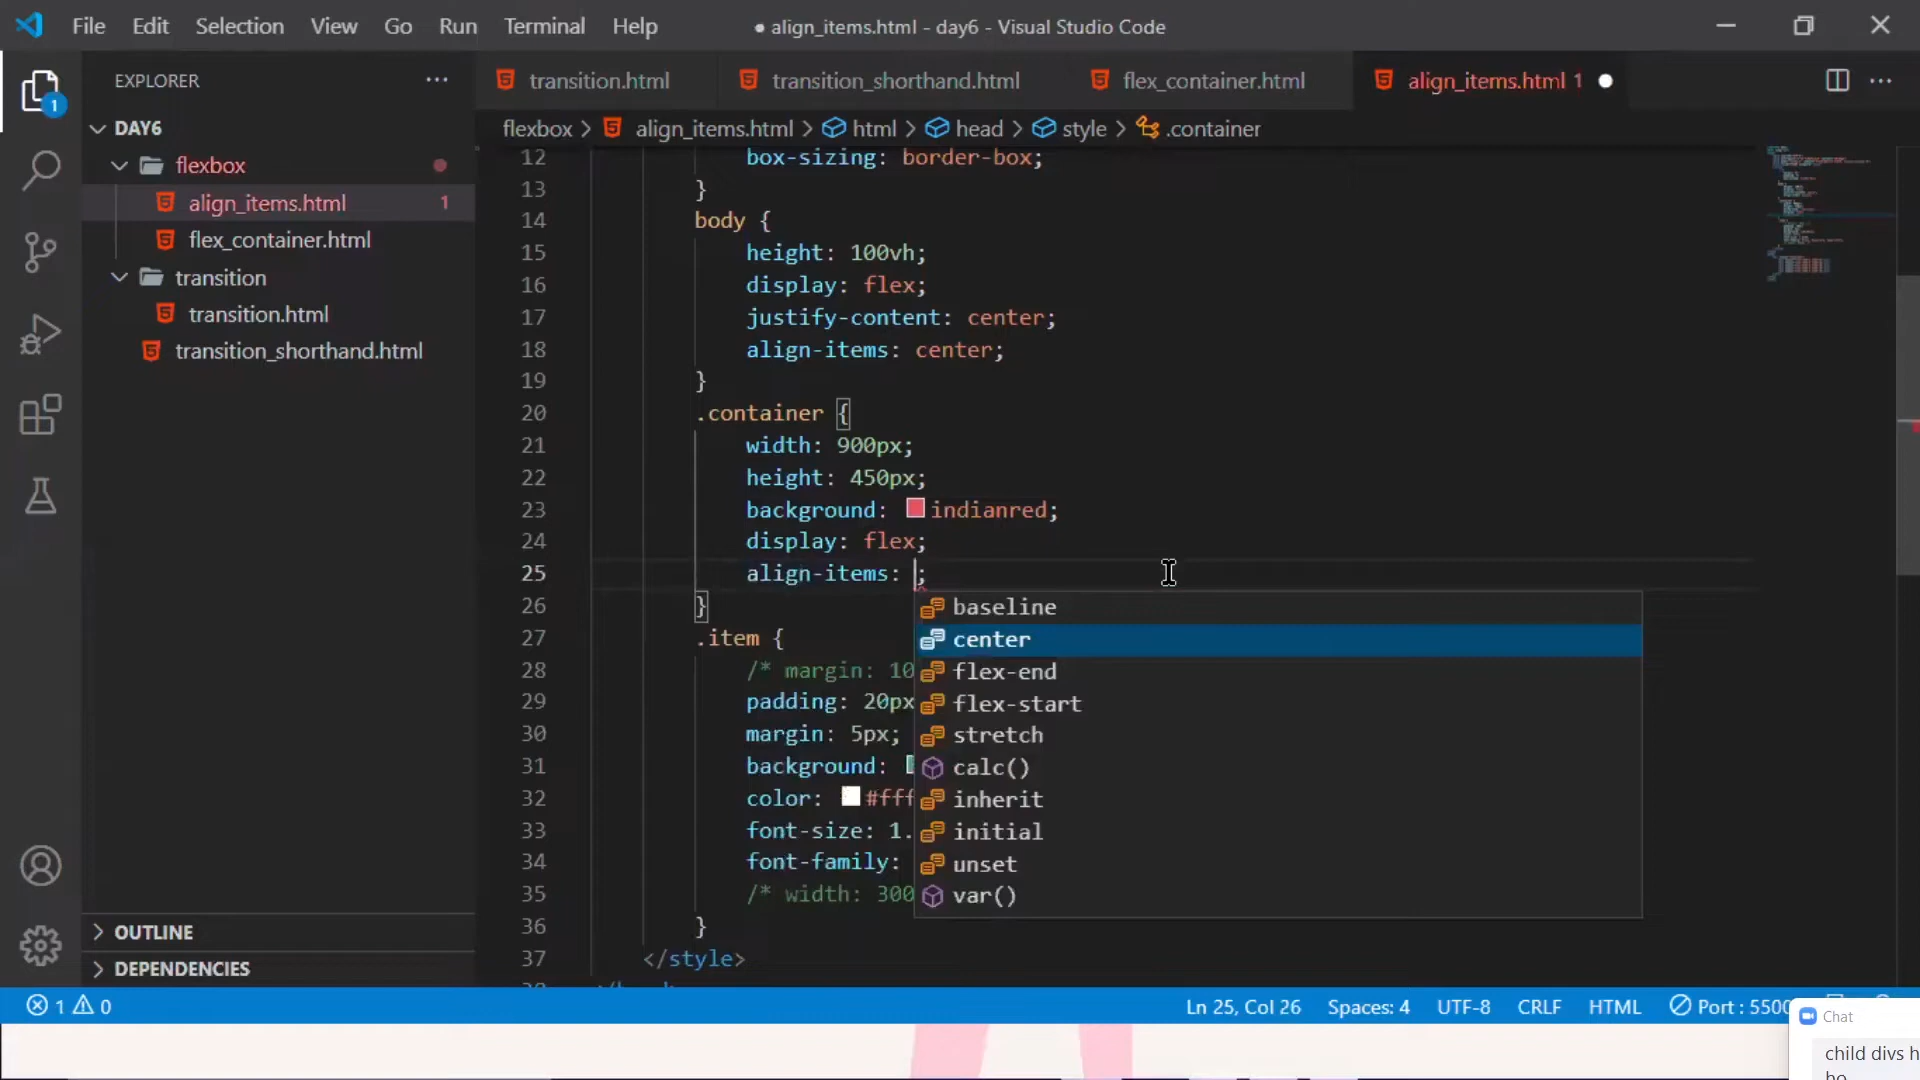 File Edit Selection View Go Run Terminal Help ● align_items.html - day6 - Visual Studio Code
EXPLORER ...
transition.html transition_shorthand.html flex_container.html align_items.html 1 ●
flexbox > align_items.html > html > head > style > .container
1
DAY6
flexbox
align_items.html 1
flex_container.html
transition
transition.html
transition_shorthand.html
OUTLINE
DEPENDENCIES
12 box-sizing: border-box;
13 }
14 body {
15 height: 100vh;
16 display: flex;
17 justify-content: center;
18 align-items: center;
19 }
20 .container {
21 width: 900px;
22 height: 450px;
23 background: indianred;
24 display: flex;
25 align-items: ;
26 }
27 .item {
28 /* margin: 10
29 padding: 20px
30 margin: 5px;
31 background:
32 color: #fff
33 font-size: 1.
34 font-family:
35 /* width: 300
36 }
37 </style>
baseline
center
flex-end
flex-start
stretch
calc()
inherit
initial
unset
var()
1 0 Ln 25, Col 26 Spaces: 4 UTF-8 CRLF HTML Port : 5500
Chat
child divs h